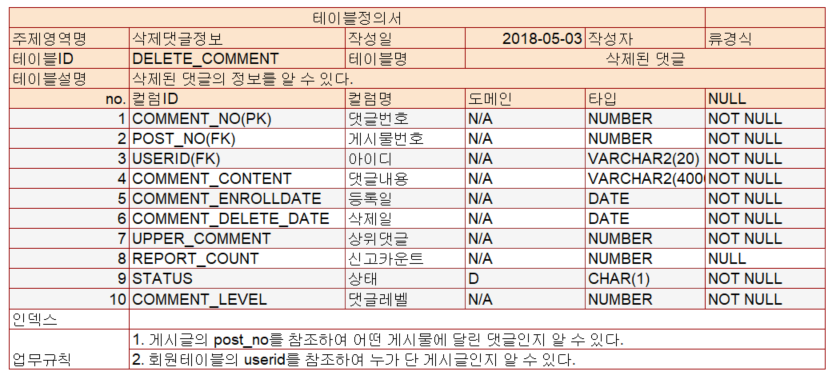 테이블정의서
주제영역명 삭제댓글정보 작성일 2018-05-03 작성자 류경식
테이블ID DELETE_COMMENT 테이블명 삭제된 댓글
테이블설명 삭제된 댓글의 정보를 알 수 있다.
no. 컬럼ID 컬럼명 도메인 타입 NULL
1 COMMENT_NO(PK) 댓글번호 N/A NUMBER NOT NULL
2 POST_NO(FK) 게시물번호 N/A NUMBER NOT NULL
3 USERID(FK) 아이디 N/A VARCHAR2(20) NOT NULL
4 COMMENT_CONTENT 댓글내용 N/A VARCHAR2(400 NOT NULL
5 COMMENT_ENROLLDATE 등록일 N/A DATE NOT NULL
6 COMMENT_DELETE_DATE 삭제일 N/A DATE NOT NULL
7 UPPER_COMMENT 상위댓글 N/A NUMBER NOT NULL
8 REPORT_COUNT 신고카운트 N/A NUMBER NULL
9 STATUS 상태 D CHAR(1) NOT NULL
10 COMMENT_LEVEL 댓글레벨 N/A NUMBER NOT NULL
인덱스
1. 게시글의 post_no를 참조하여 어떤 게시물에 달린 댓글인지 알 수 있다.
업무규칙 2. 회원테이블의 userid를 참조하여 누가 단 게시글인지 알 수 있다.